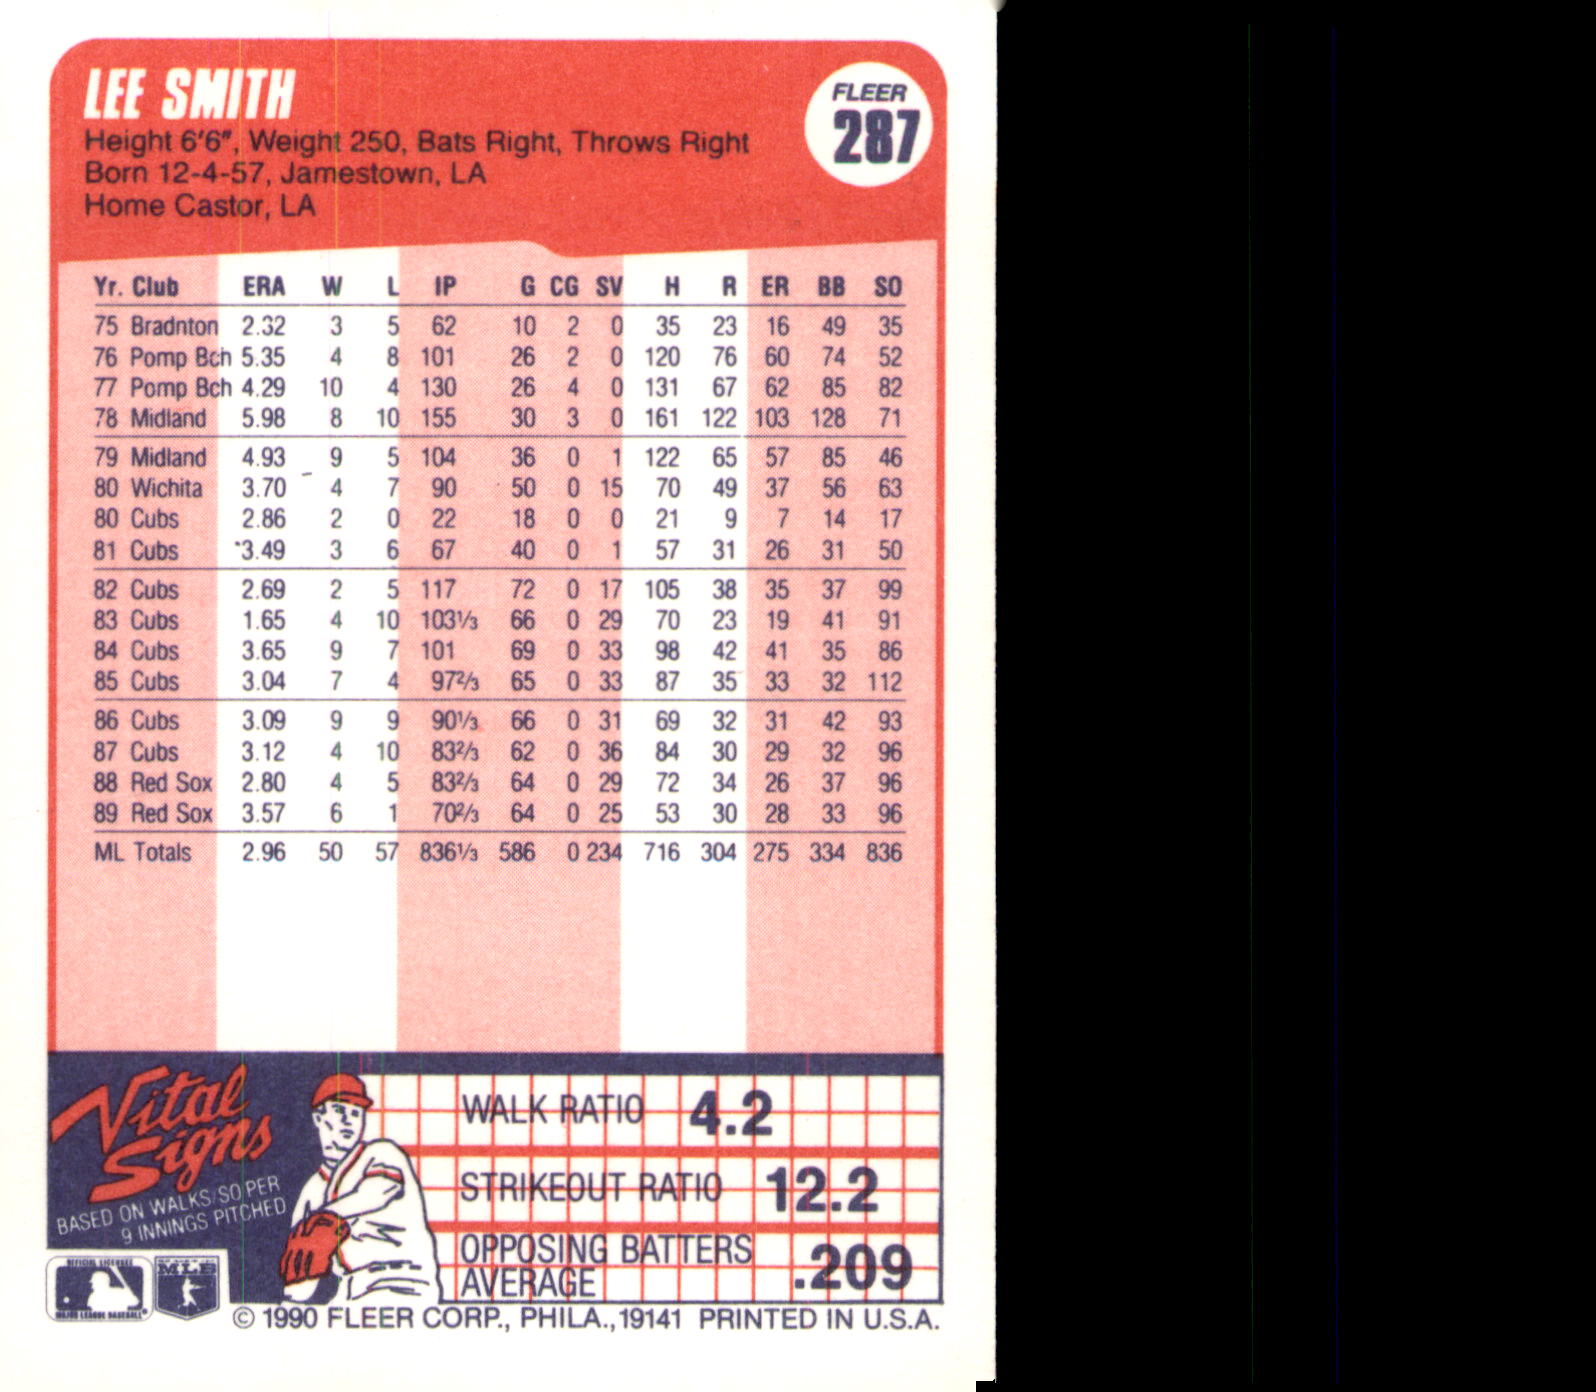 LEE SMITH
FLEER
287
Height 6'6", Weight 250, Bats Right, Throws Right
Born 12-4-57, Jamestown, LA
Home Castor, LA
Yr. Club ERA W L IP G CG SV H R ER BB SO
75 Bradnton 2.32 3 5 62 10 2 0 35 23 16 49 35
76 Pomp Bch 5.35 4 8 101 26 2 0 120 76 60 74 52
77 Pomp Bch 4.29 10 4 130 26 4 0 131 67 62 85 82
78 Midland 5.98 8 10 155 30 3 0 161 122 103 128 71
79 Midland 4.93 9 5 104 36 0 1 122 65 57 85 46
80 Wichita 3.70 4 7 90 50 0 15 70 49 37 56 63
80 Cubs 2.86 2 0 22 18 0 0 21 9 7 14 17
81 Cubs 3.49 3 6 67 40 0 1 57 31 26 31 50
82 Cubs 2.69 2 5 117 72 0 17 105 38 35 37 99
83 Cubs 1.65 4 10 103⅓ 66 0 29 70 23 19 41 91
84 Cubs 3.65 9 7 101 69 0 33 98 42 41 35 86
85 Cubs 3.04 7 4 97⅔ 65 0 33 87 35 33 32 112
86 Cubs 3.09 9 9 90⅓ 66 0 31 69 32 31 42 93
87 Cubs 3.12 4 10 83⅔ 62 0 36 84 30 29 32 96
88 Red Sox 2.80 4 5 83⅔ 64 0 29 72 34 26 37 96
89 Red Sox 3.57 6 1 70⅔ 64 0 25 53 30 28 33 96
ML Totals 2.96 50 57 836⅓ 586 0 234 716 304 275 334 836
Vital
Signs
BASED ON WALKS/SO PER
9 INNINGS PITCHED
WALK RATIO 4.2
STRIKEOUT RATIO 12.2
OPPOSING BATTERS
AVERAGE .209
OFFICIAL LICENSEE
MAJOR LEAGUE BASEBALL
© 1990 FLEER CORP., PHILA., 19141 PRINTED IN U.S.A.